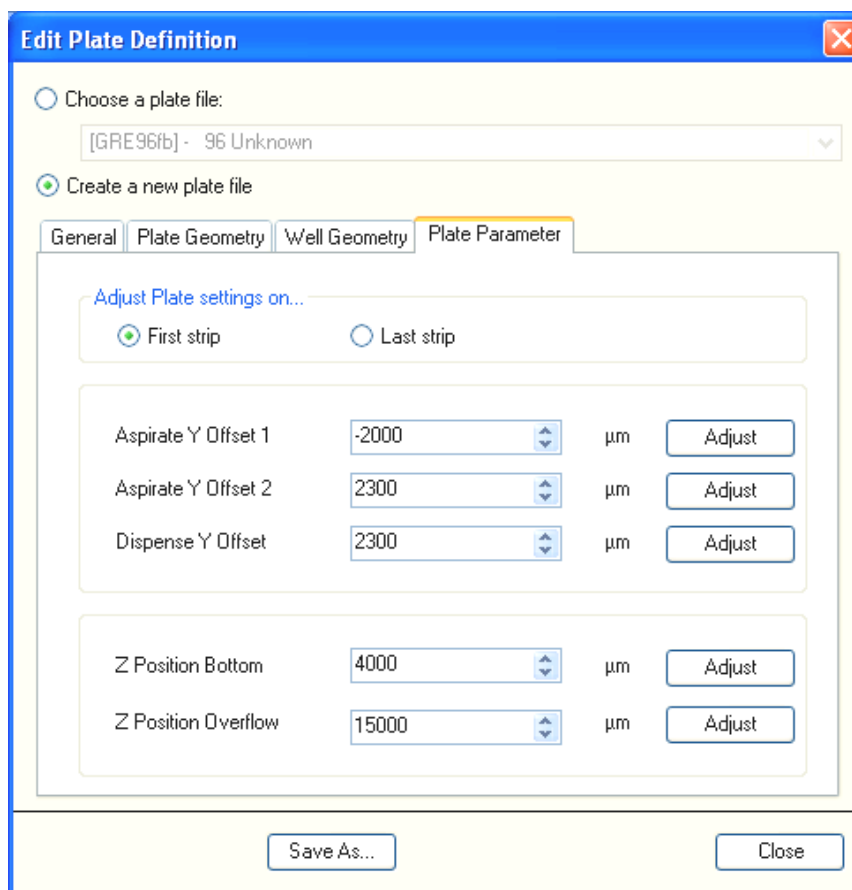 Edit Plate Definition
Choose a plate file:
[GRE96fb] - 96 Unknown
Create a new plate file
General Plate Geometry Well Geometry Plate Parameter
Adjust Plate settings on...
First strip Last strip
Aspirate Y Offset 1 -2000 µm Adjust
Aspirate Y Offset 2 2300 µm Adjust
Dispense Y Offset 2300 µm Adjust
Z Position Bottom 4000 µm Adjust
Z Position Overflow 15000 µm Adjust
Save As... Close